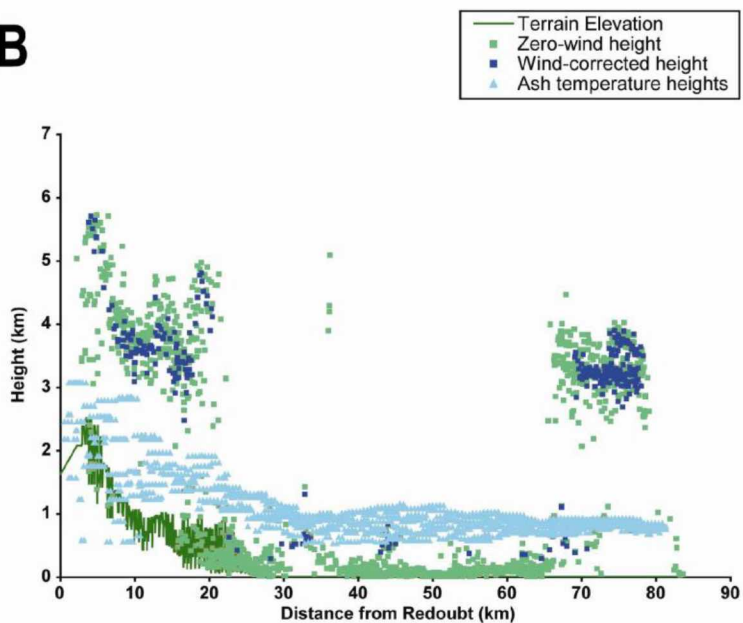 B
Terrain Elevation
Zero-wind height
Wind-corrected height
Ash temperature heights
7
6
5
4
3
2
1
0
Height (km)
0 10 20 30 40 50 60 70 80 90
Distance from Redoubt (km)